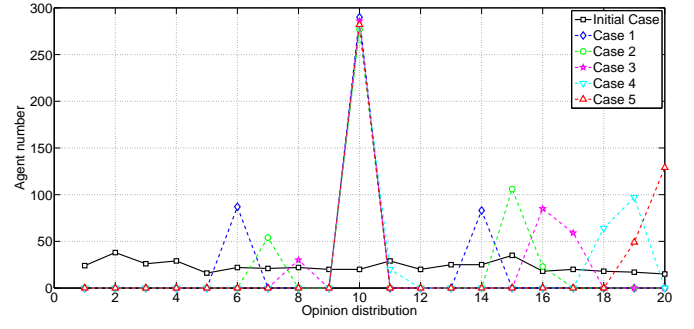 300
250
200
150
100
50
0
Agent number
0 2 4 6 8 10 12 14 16 18 20
Opinion distribution
Initial Case
Case 1
Case 2
Case 3
Case 4
Case 5